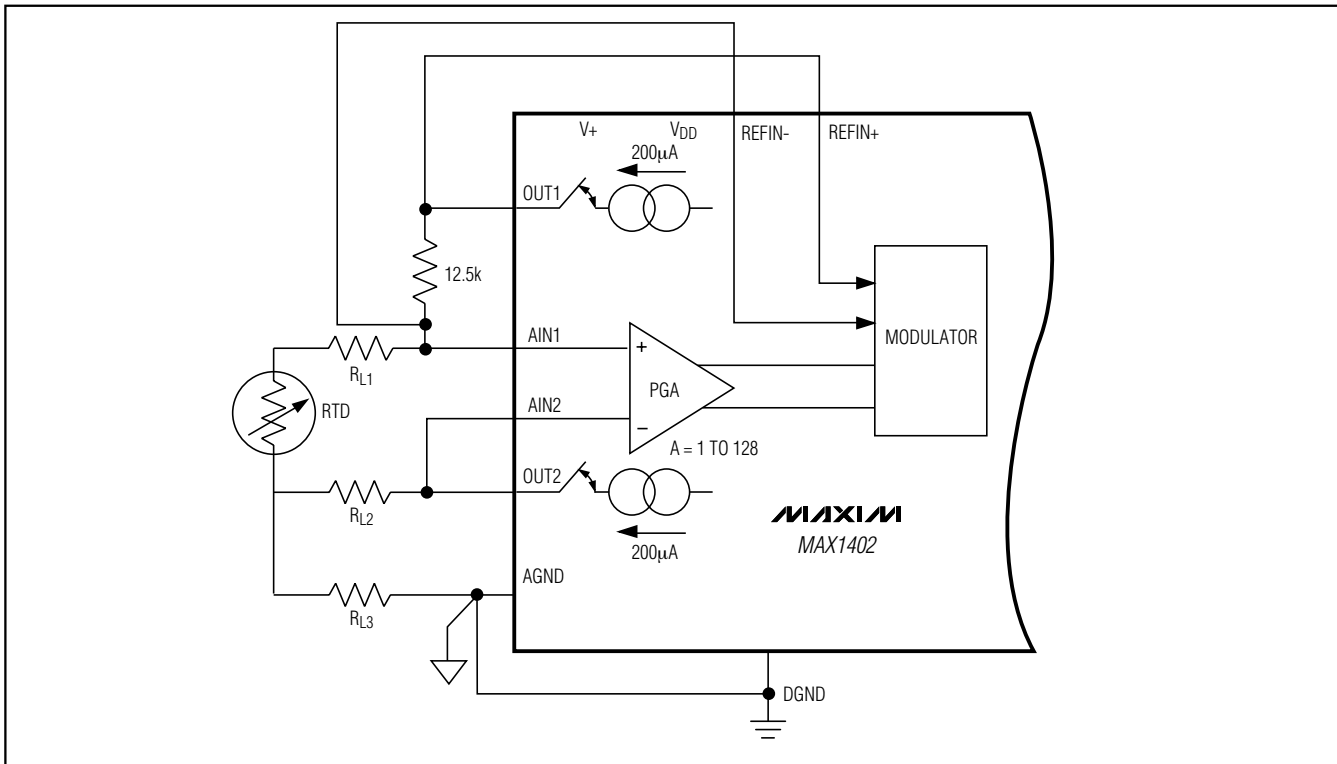 V+
VDD
REFIN-
REFIN+
200μA
OUT1
12.5k
MODULATOR
AIN1
RL1
+
PGA
RTD
AIN2
−
A = 1 TO 128
OUT2
RL2
MAXIM
MAX1402
200μA
AGND
RL3
DGND